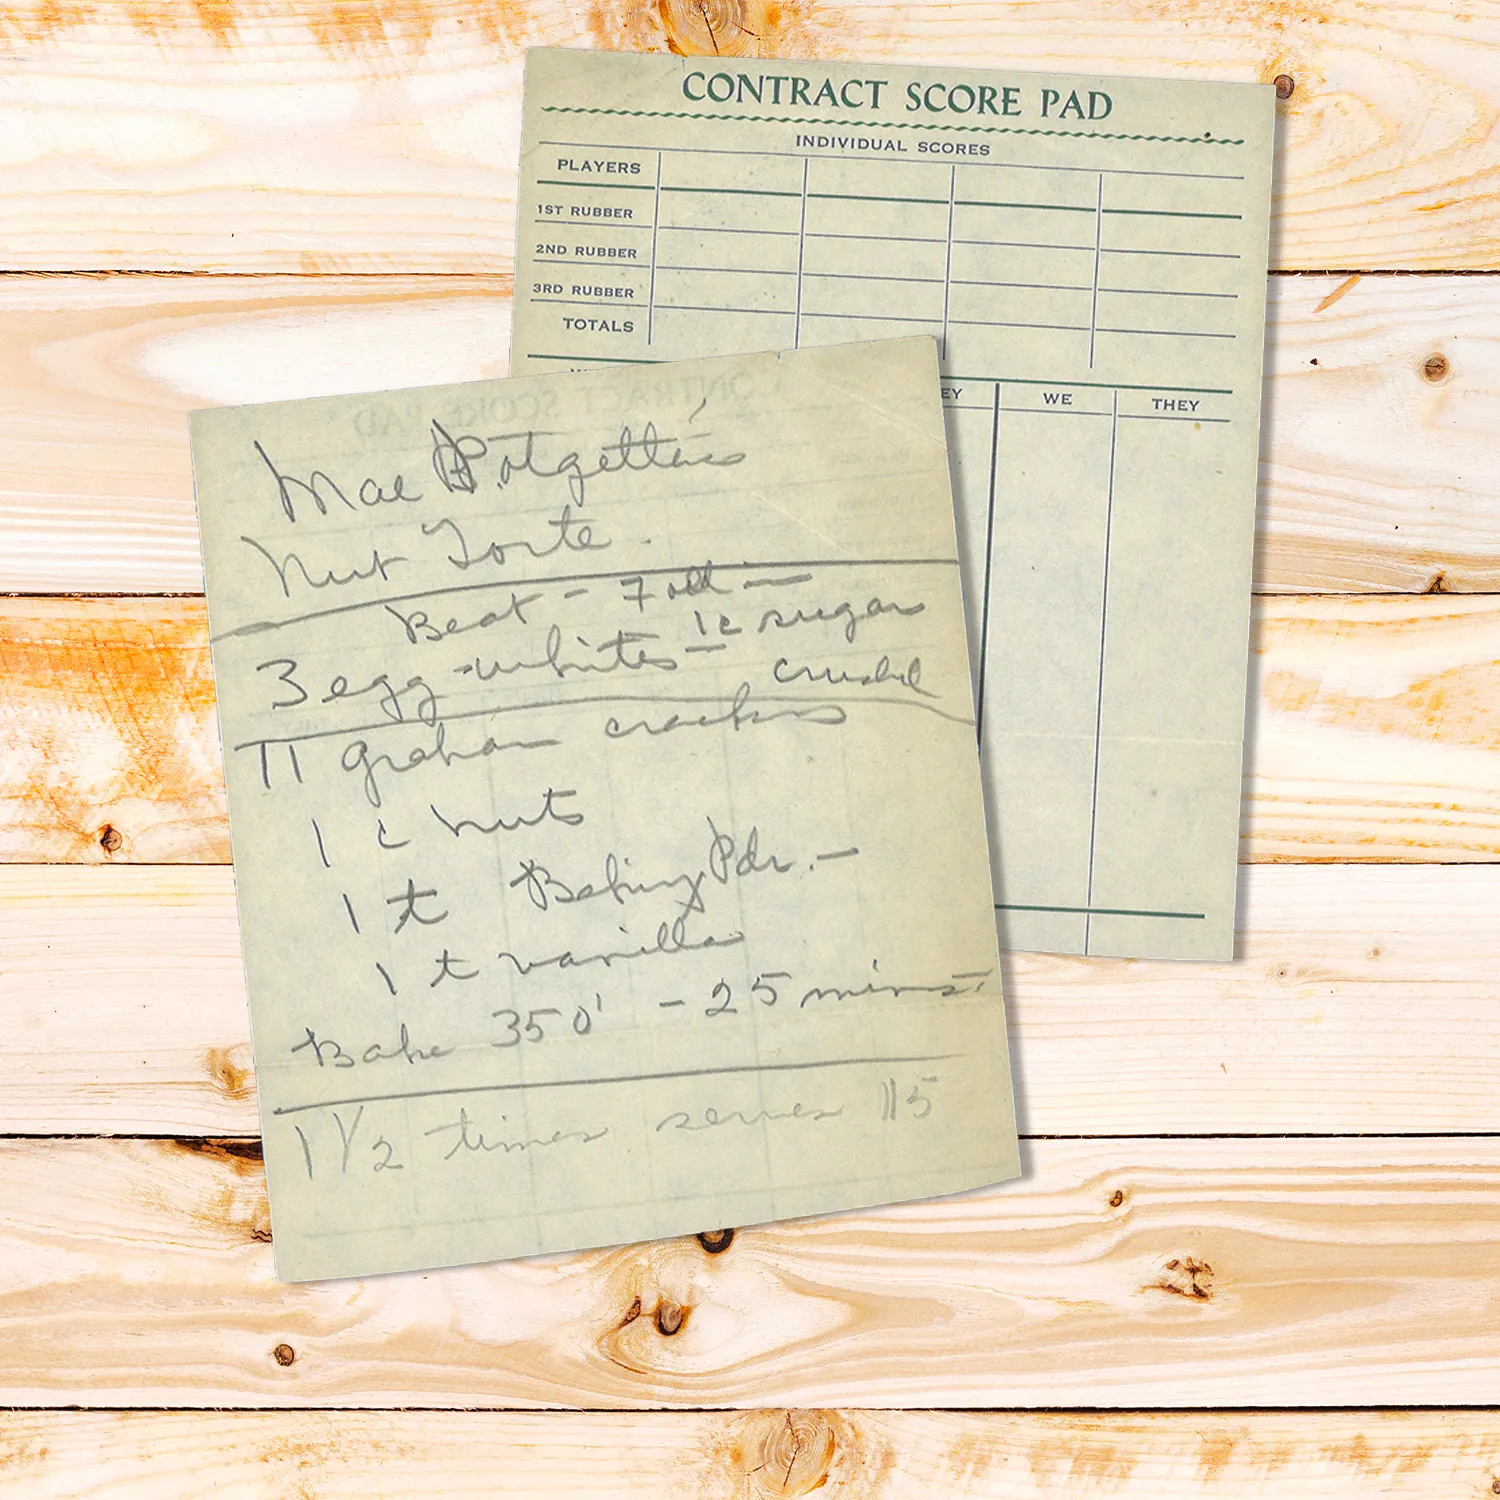 CONTRACT SCORE PAD
INDIVIDUAL SCORES
PLAYERS
1ST RUBBER
2ND RUBBER
3RD RUBBER
TOTALS
WE
THEY
Mae
Nut Torte.
Beat - Fold in —
3 egg-whites - 1c sugar
crushed
11 graham crackers
1 c nuts
1 t Baking Pdr. —
1 t vanilla
Bake 350' - 25 mins.
1 1/2 times serves